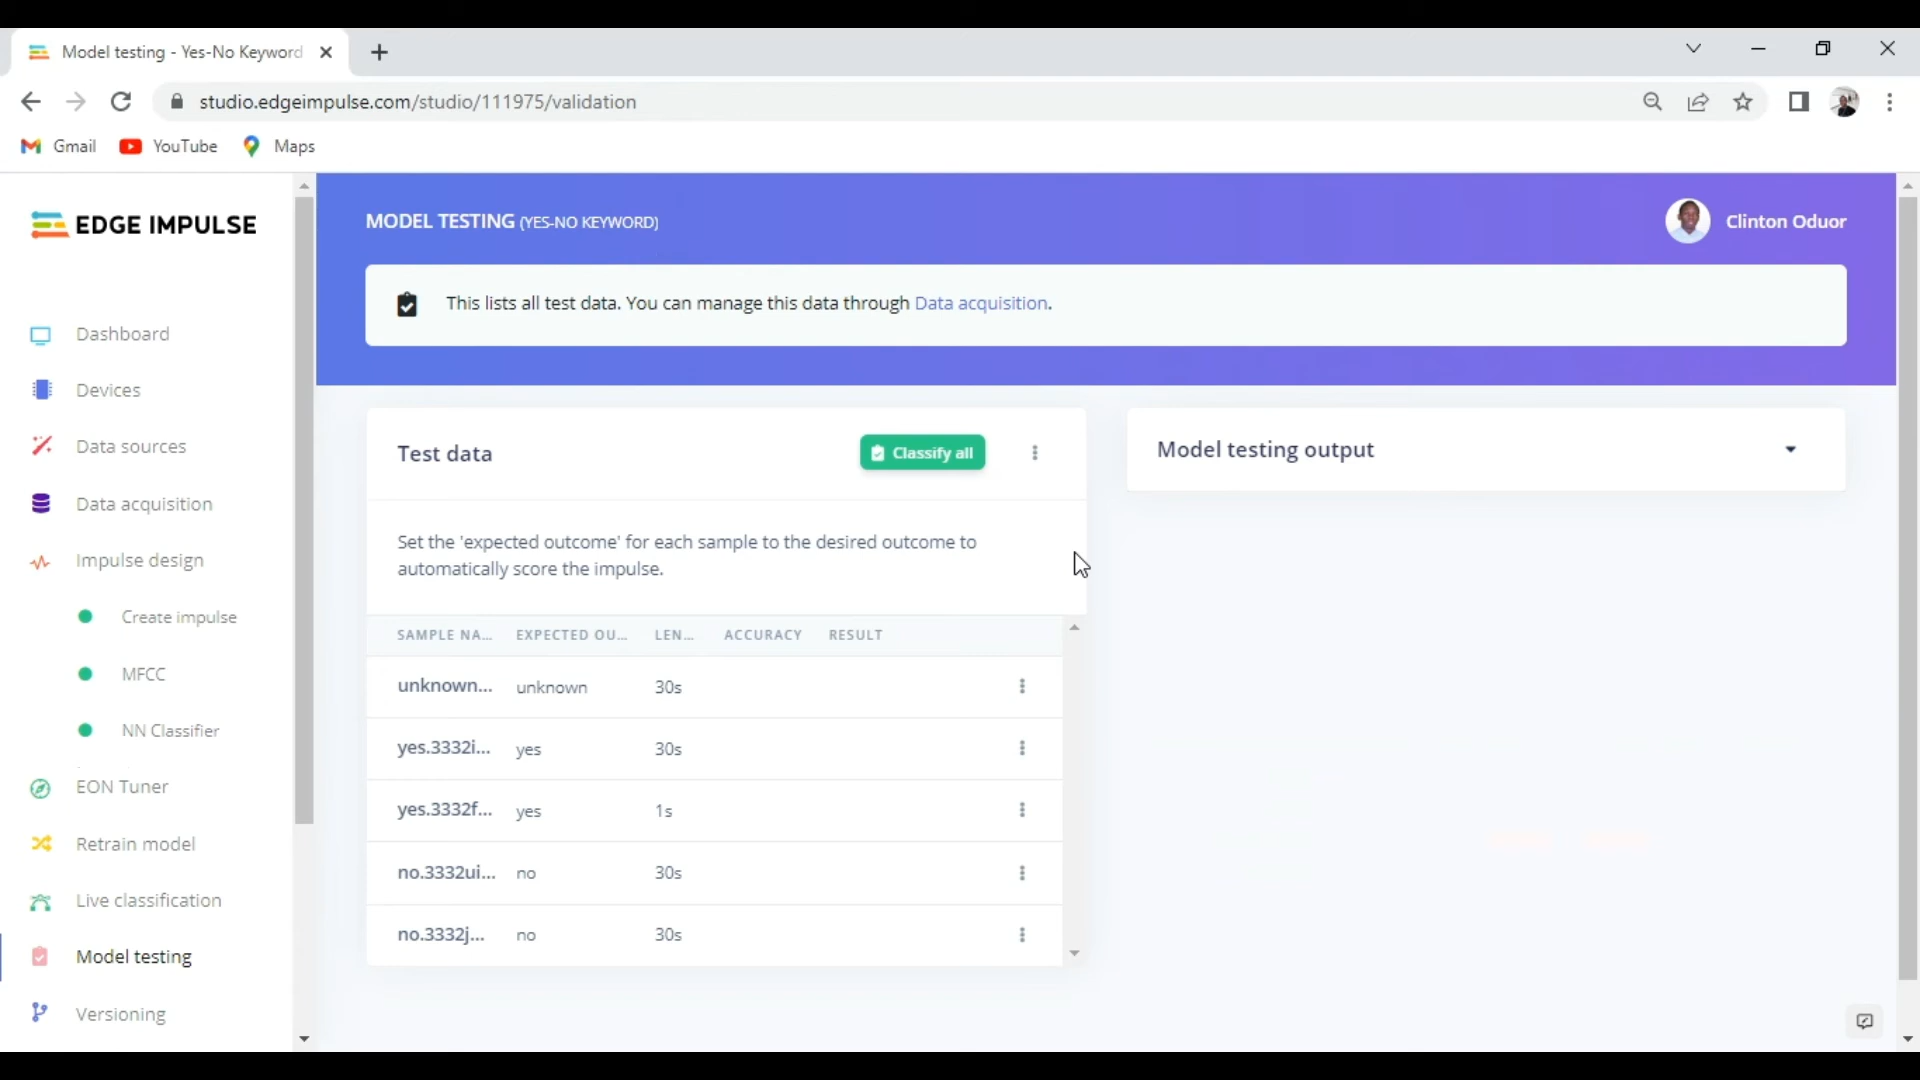 Model testing - Yes-No Keyword
studio.edgeimpulse.com/studio/111975/validation
Gmail
YouTube
Maps
EDGE IMPULSE
Dashboard
Devices
Data sources
Data acquisition
Impulse design
Create impulse
MFCC
NN Classifier
EON Tuner
Retrain model
Live classification
Model testing
Versioning
MODEL TESTING (YES-NO KEYWORD)
Clinton Oduor
This lists all test data. You can manage this data through Data acquisition.
Test data
Classify all
Set the 'expected outcome' for each sample to the desired outcome to
automatically score the impulse.
SAMPLE NA... EXPECTED OU... LEN... ACCURACY RESULT
unknown... unknown 30s
yes.3332i... yes 30s
yes.3332f... yes 1s
no.3332ui... no 30s
no.3332j... no 30s
Model testing output